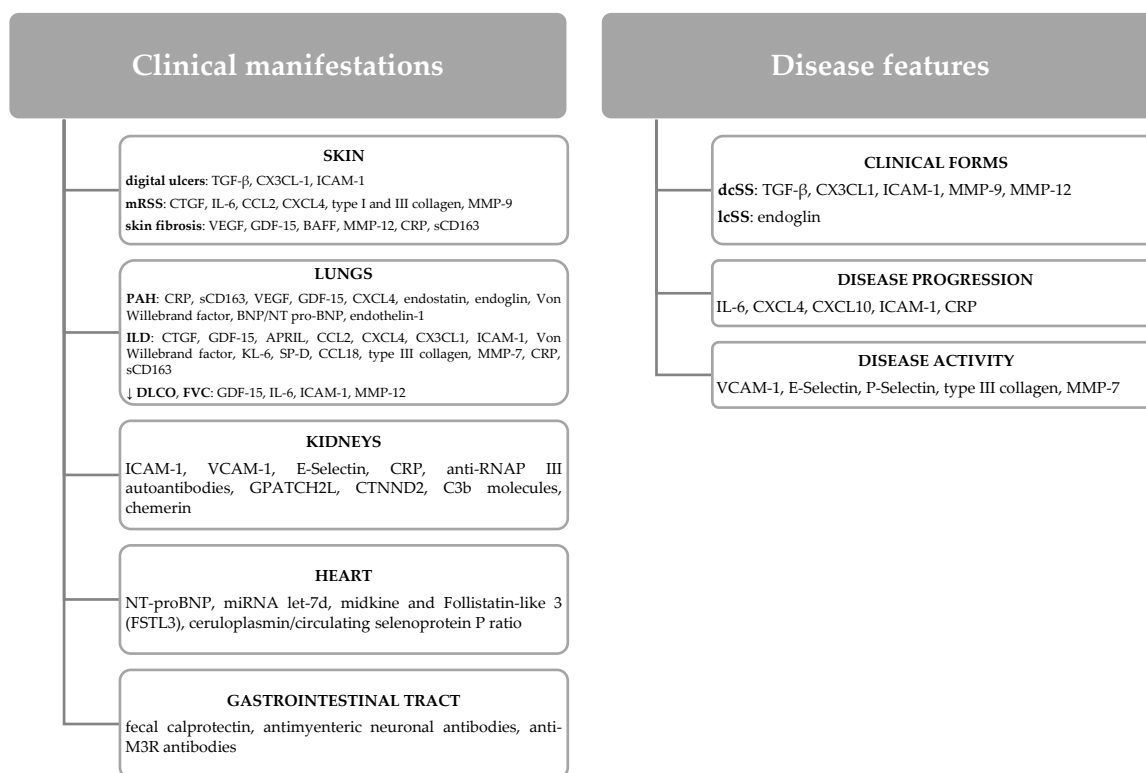 Clinical manifestations
SKIN
digital ulcers: TGF-β, CX3CL-1, ICAM-1
mRSS: CTGF, IL-6, CCL2, CXCL4, type I and III collagen, MMP-9
skin fibrosis: VEGF, GDF-15, BAFF, MMP-12, CRP, sCD163
LUNGS
PAH: CRP, sCD163, VEGF, GDF-15, CXCL4, endostatin, endoglin, Von
Willebrand factor, BNP/NT pro-BNP, endothelin-1
ILD: CTGF, GDF-15, APRIL, CCL2, CXCL4, CX3CL1, ICAM-1, Von
Willebrand factor, KL-6, SP-D, CCL18, type III collagen, MMP-7, CRP,
sCD163
↓ DLCO, FVC: GDF-15, IL-6, ICAM-1, MMP-12
KIDNEYS
ICAM-1, VCAM-1, E-Selectin, CRP, anti-RNAP III
autoantibodies, GPATCH2L, CTNND2, C3b molecules,
chemerin
HEART
NT-proBNP, miRNA let-7d, midkine and Follistatin-like 3
(FSTL3), ceruloplasmin/circulating selenoprotein P ratio
GASTROINTESTINAL TRACT
fecal calprotectin, antimyenteric neuronal antibodies, anti-
M3R antibodies
Disease features
CLINICAL FORMS
dcSS: TGF-β, CX3CL1, ICAM-1, MMP-9, MMP-12
lcSS: endoglin
DISEASE PROGRESSION
IL-6, CXCL4, CXCL10, ICAM-1, CRP
DISEASE ACTIVITY
VCAM-1, E-Selectin, P-Selectin, type III collagen, MMP-7